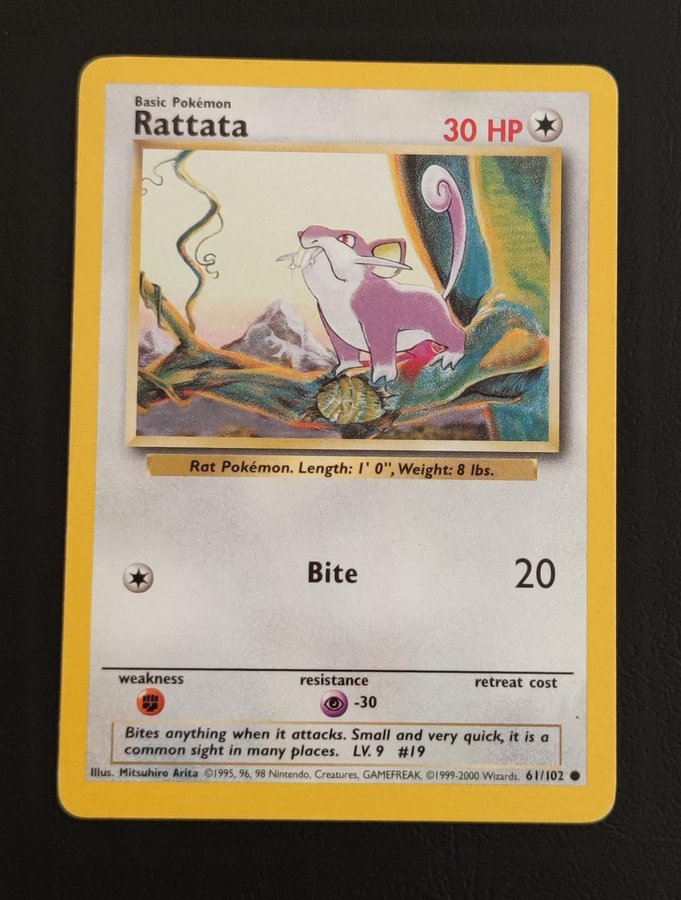 Basic Pokémon
Rattata
30 HP
Rat Pokémon. Length: 1' 0", Weight: 8 lbs.
Bite 20
weakness resistance retreat cost
-30
Bites anything when it attacks. Small and very quick, it is a
common sight in many places. LV. 9 #19
Illus. Mitsuhiro Arita ©1995, 96, 98 Nintendo, Creatures, GAMEFREAK. ©1999-2000 Wizards. 61/102